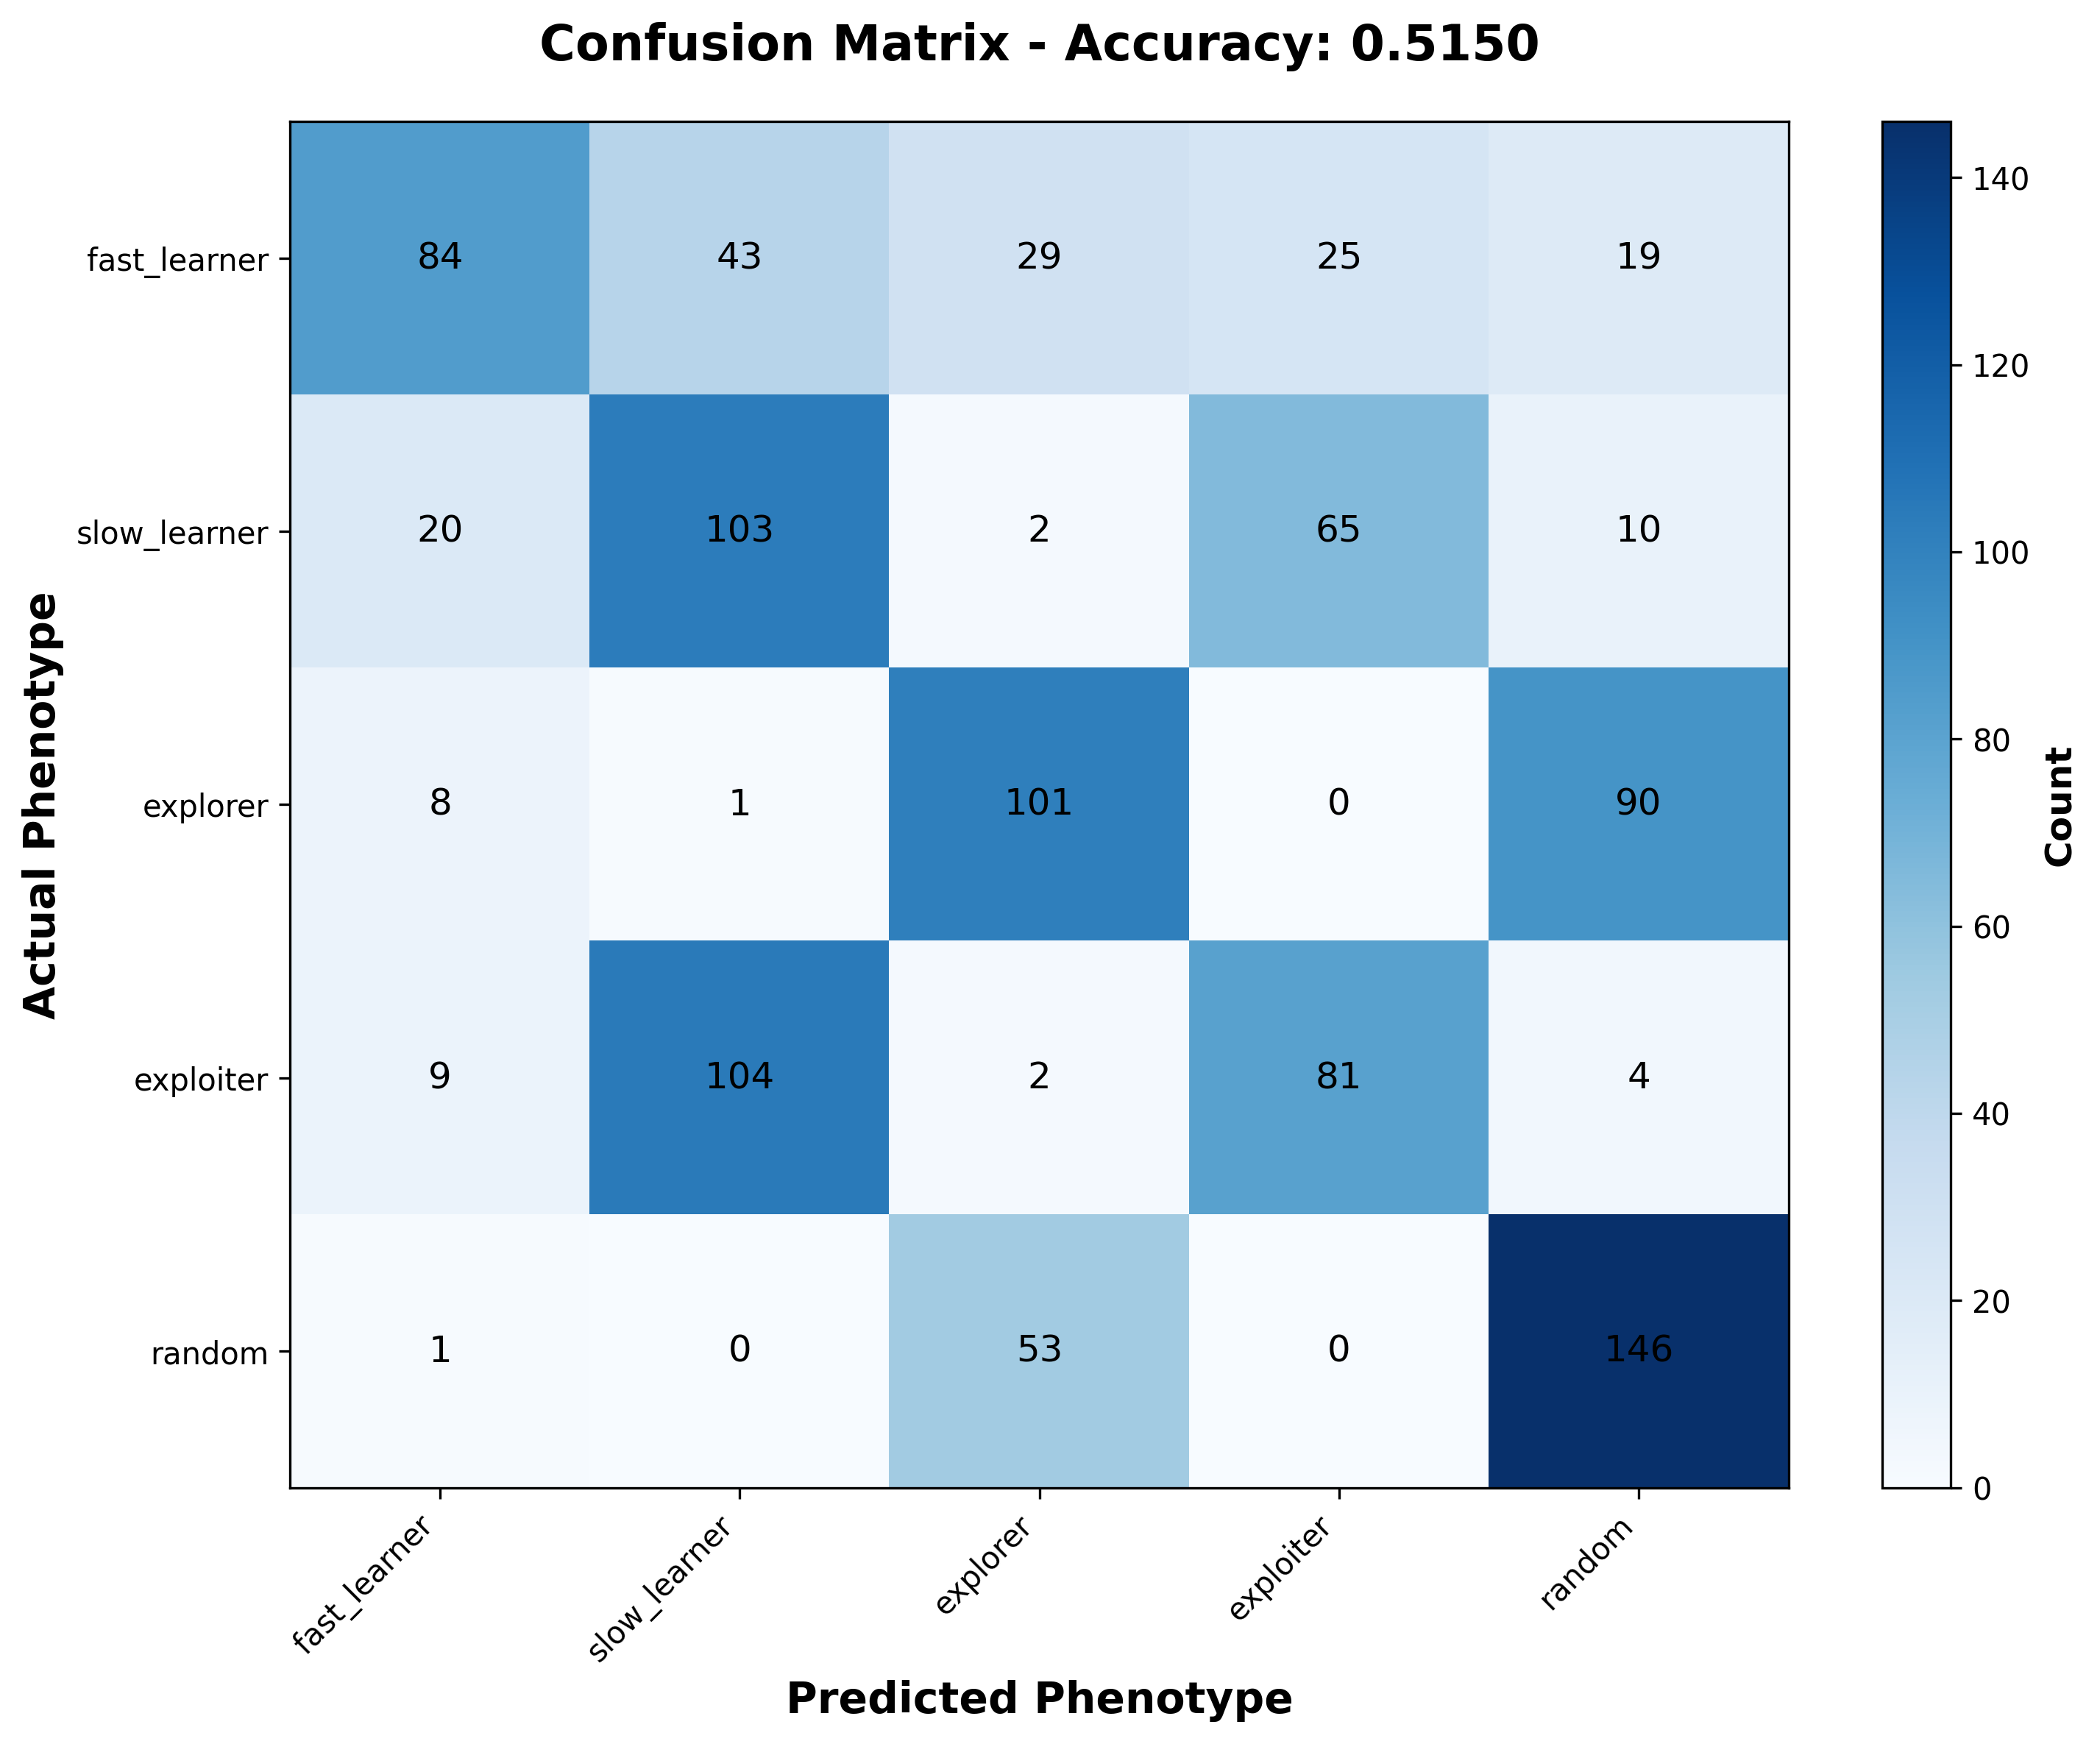 Confusion Matrix - Accuracy: 0.5150
Actual Phenotype
fast_learner 84 43 29 25 19
slow_learner 20 103 2 65 10
explorer 8 1 101 0 90
exploiter 9 104 2 81 4
random 1 0 53 0 146
fast_learner slow_learner explorer exploiter random
Predicted Phenotype
140
120
100
80
60
40
20
0
Count